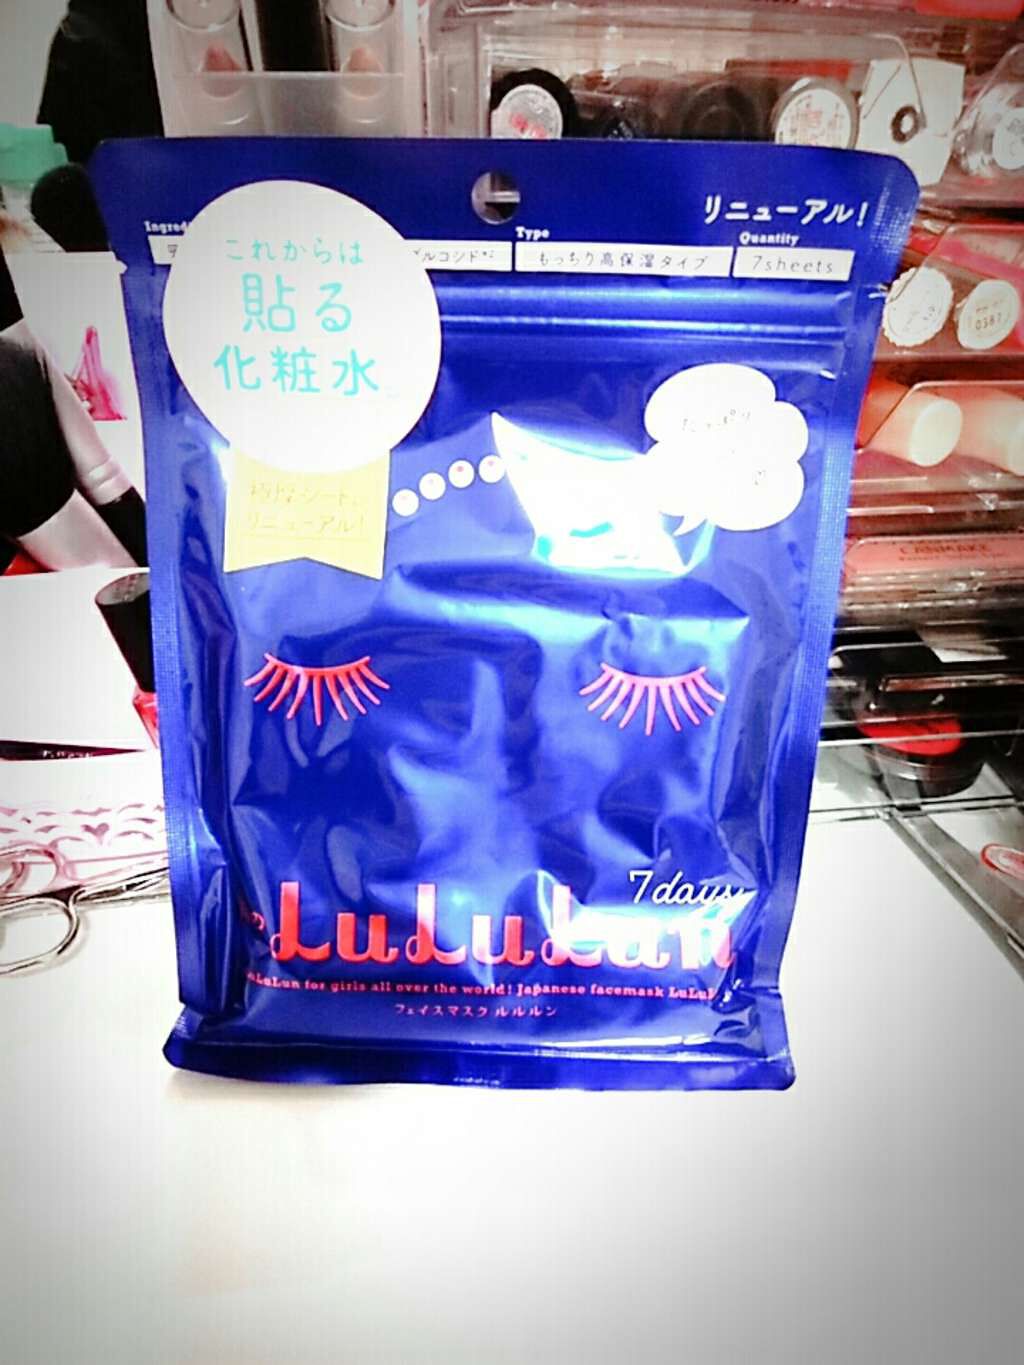 リニューアル!
Type
Quantity
もっちり高保湿タイプ
7sheets
これからは
貼る
化粧水
リニューアル!
7days
LuLuLun
LuLuLun for girls all over the world! Japanese facemask
フェイスマスク ルルルン
CANMAKE